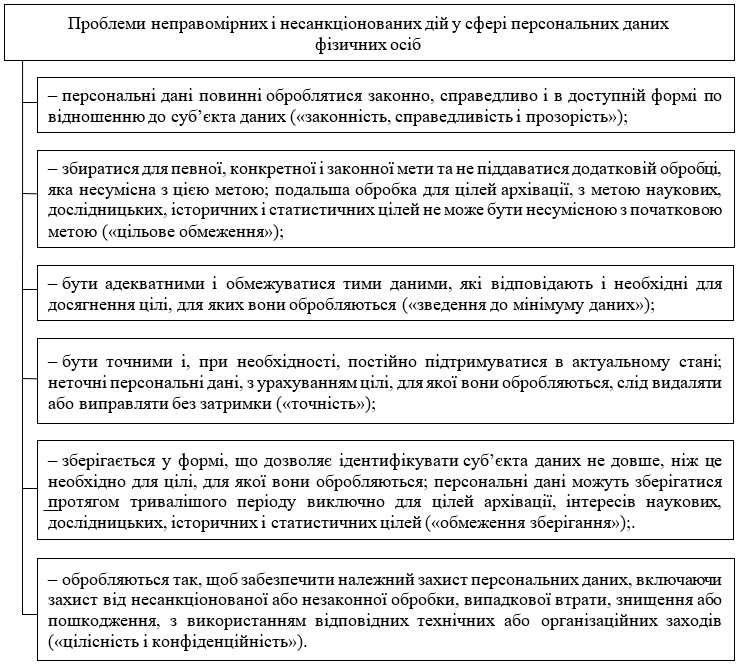 Проблеми неправомірних і несанкціонованих дій у сфері персональних даних
фізичних осіб
– персональні дані повинні оброблятися законно, справедливо і в доступній формі по
відношенню до суб’єкта даних («законність, справедливість і прозорість»);
– збиратися для певної, конкретної і законної мети та не піддаватися додатковій обробці,
яка несумісна з цією метою; подальша обробка для цілей архівації, з метою наукових,
дослідницьких, історичних і статистичних цілей не може бути несумісною з початковою
метою («цільове обмеження»);
– бути адекватними і обмежуватися тими даними, які відповідають і необхідні для
досягнення цілі, для яких вони обробляються («зведення до мінімуму даних»);
– бути точними і, при необхідності, постійно підтримуватися в актуальному стані;
неточні персональні дані, з урахуванням цілі, для якої вони обробляються, слід видаляти
або виправляти без затримки («точність»);
– зберігається у формі, що дозволяє ідентифікувати суб’єкта даних не довше, ніж це
необхідно для цілі, для якої вони обробляються; персональні дані можуть зберігатися
протягом тривалішого періоду виключно для цілей архівації, інтересів наукових,
дослідницьких, історичних і статистичних цілей («обмеження зберігання»);.
– обробляються так, щоб забезпечити належний захист персональних даних, включаючи
захист від несанкціонованої або незаконної обробки, випадкової втрати, знищення або
пошкодження, з використанням відповідних технічних або організаційних заходів
(«цілісність і конфіденційність»).